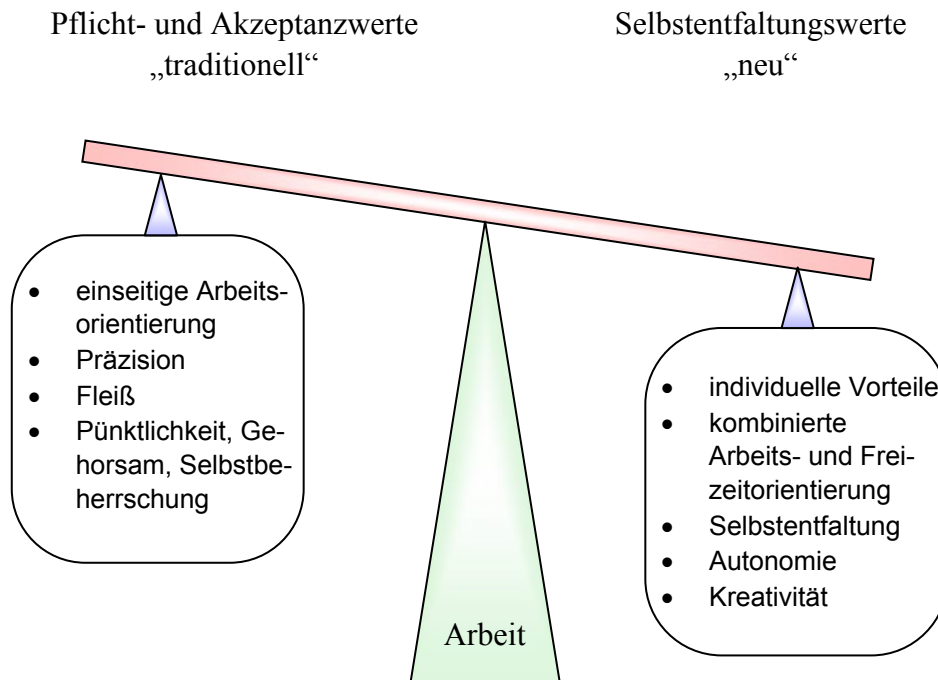 Pflicht- und Akzeptanzwerte
„traditionell“
Selbstentfaltungswerte
„neu“
• einseitige Arbeits-
orientierung
• Präzision
• Fleiß
• Pünktlichkeit, Ge-
horsam, Selbstbe-
herrschung
• individuelle Vorteile
• kombinierte
Arbeits- und Frei-
zeitorientierung
• Selbstentfaltung
• Autonomie
• Kreativität
Arbeit